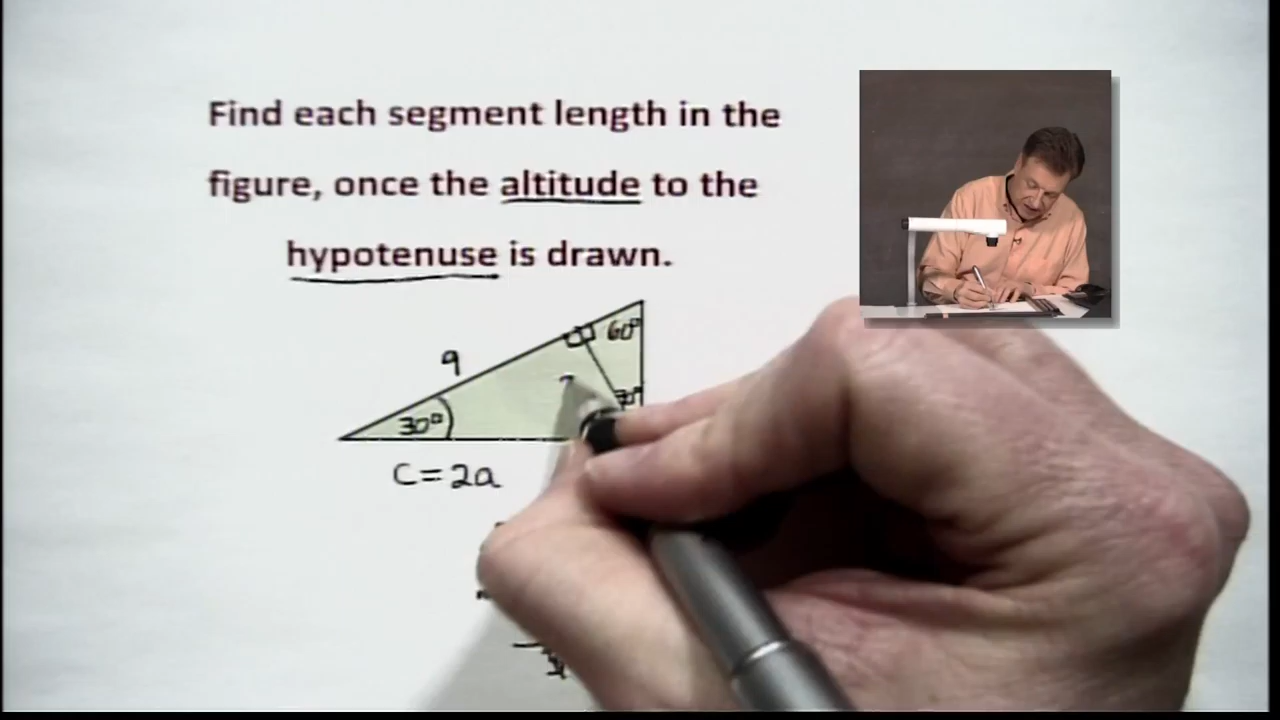 Find each segment length in the
figure, once the altitude to the
hypotenuse is drawn.
60°
9
30°
30°
C=2a